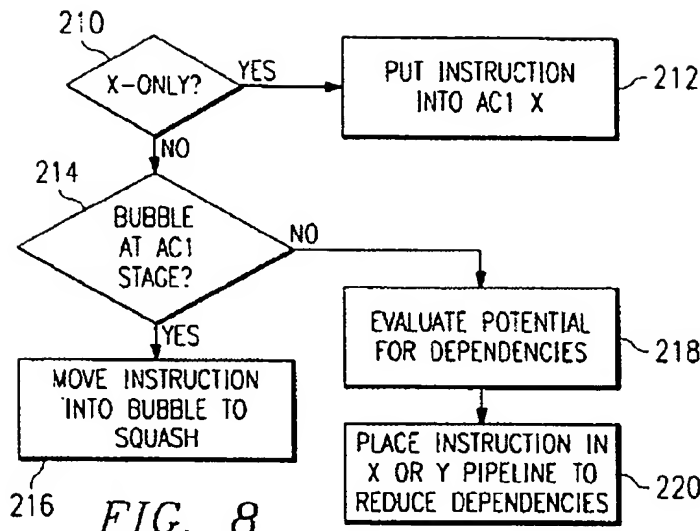 210
X-ONLY?
YES
PUT INSTRUCTION
INTO AC1 X
212
NO
214
BUBBLE
AT AC1
STAGE?
NO
YES
EVALUATE POTENTIAL
FOR DEPENDENCIES
218
MOVE INSTRUCTION
INTO BUBBLE TO
SQUASH
216
PLACE INSTRUCTION IN
X OR Y PIPELINE TO
REDUCE DEPENDENCIES
220
FIG. 8